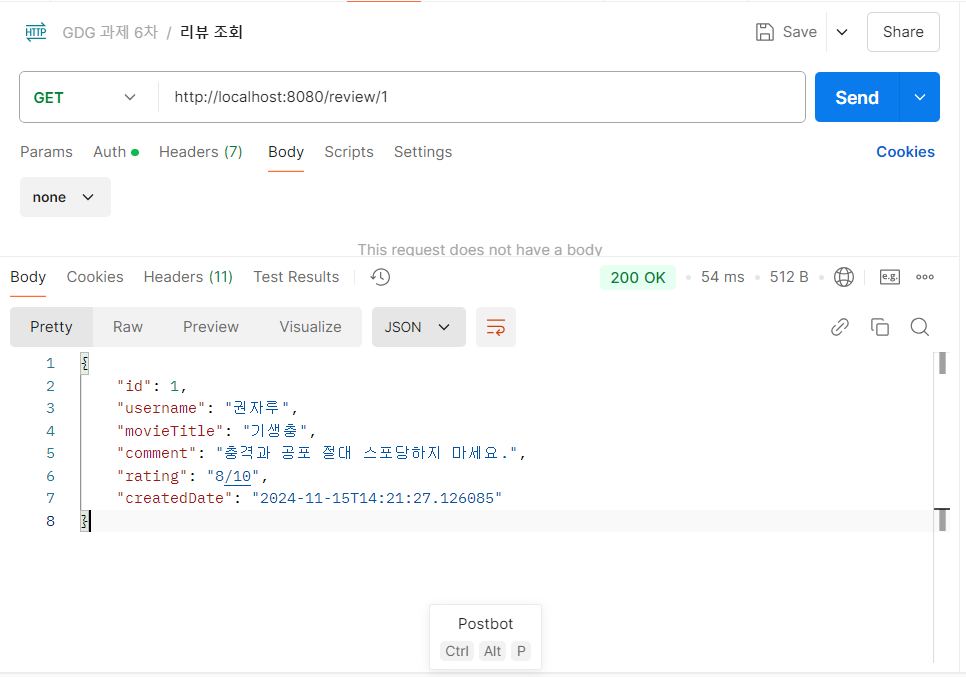 HTTP GDG 과제 6차 / 리뷰 조회 Save Share
GET http://localhost:8080/review/1 Send
Params Auth Headers (7) Body Scripts Settings Cookies
none
This request does not have a body
Body Cookies Headers (11) Test Results 200 OK 54 ms 512 B e.g.
Pretty Raw Preview Visualize JSON
1 {
2 "id": 1,
3 "username": "권자루",
4 "movieTitle": "기생충",
5 "comment": "충격과 공포 절대 스포당하지 마세요.",
6 "rating": "8/10",
7 "createdDate": "2024-11-15T14:21:27.126085"
8 }
Postbot
Ctrl Alt P